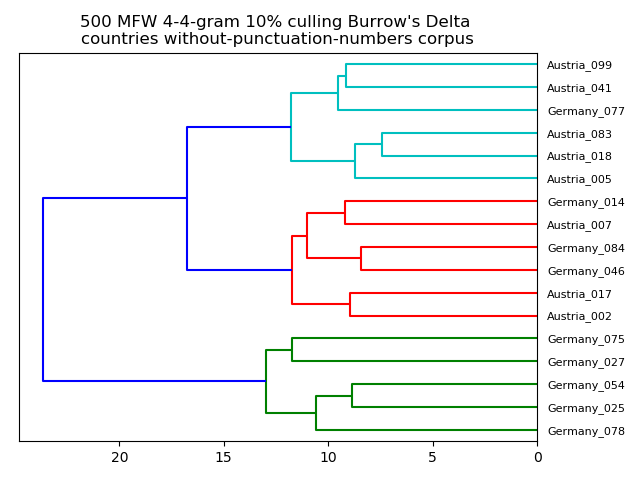 500 MFW 4-4-gram 10% culling Burrow's Delta
countries without-punctuation-numbers corpus
Austria_099
Austria_041
Germany_077
Austria_083
Austria_018
Austria_005
Germany_014
Austria_007
Germany_084
Germany_046
Austria_017
Austria_002
Germany_075
Germany_027
Germany_054
Germany_025
Germany_078
20 15 10 5 0